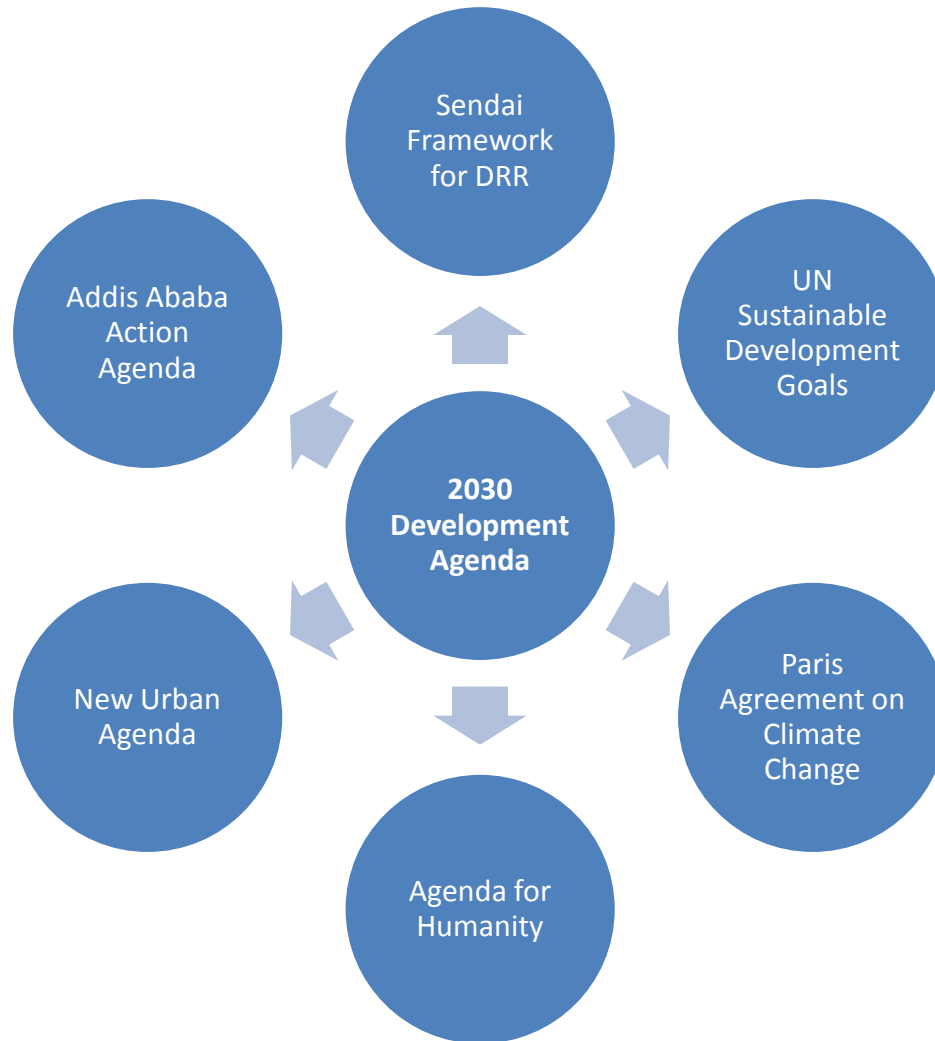 Sendai
Framework
for DRR
UN
Sustainable
Development
Goals
Paris
Agreement on
Climate
Change
Agenda for
Humanity
New Urban
Agenda
Addis Ababa
Action
Agenda
2030
Development
Agenda